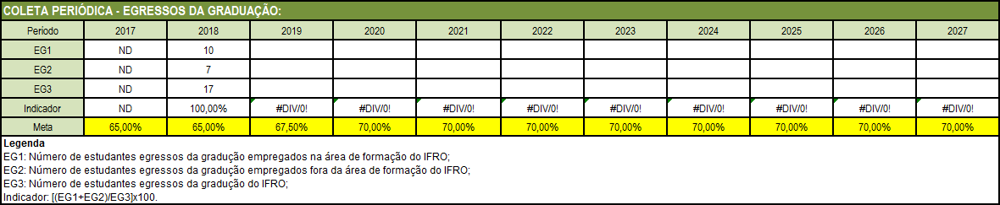 COLETA PERIÓDICA - EGRESSOS DA GRADUAÇÃO:
Período 2017 2018 2019 2020 2021 2022 2023 2024 2025 2026 2027
EG1 ND 10
EG2 ND 7
EG3 ND 17
Indicador ND 100,00% #DIV/0! #DIV/0! #DIV/0! #DIV/0! #DIV/0! #DIV/0! #DIV/0! #DIV/0! #DIV/0!
Meta 65,00% 65,00% 67,50% 70,00% 70,00% 70,00% 70,00% 70,00% 70,00% 70,00% 70,00%
Legenda
EG1: Número de estudantes egressos da gradução empregados na área de formação do IFRO;
EG2: Número de estudantes egressos da gradução empregados fora da área de formação do IFRO;
EG3: Número de estudantes egressos da gradução do IFRO;
Indicador: [(EG1+EG2)/EG3]x100.